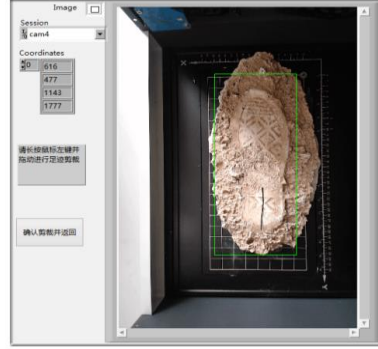 Image
Session
cam4
Coordinates
0
616
477
1143
1777
请长按鼠标左键并
拖动进行足迹剪裁
确认剪裁并返回
X
Y